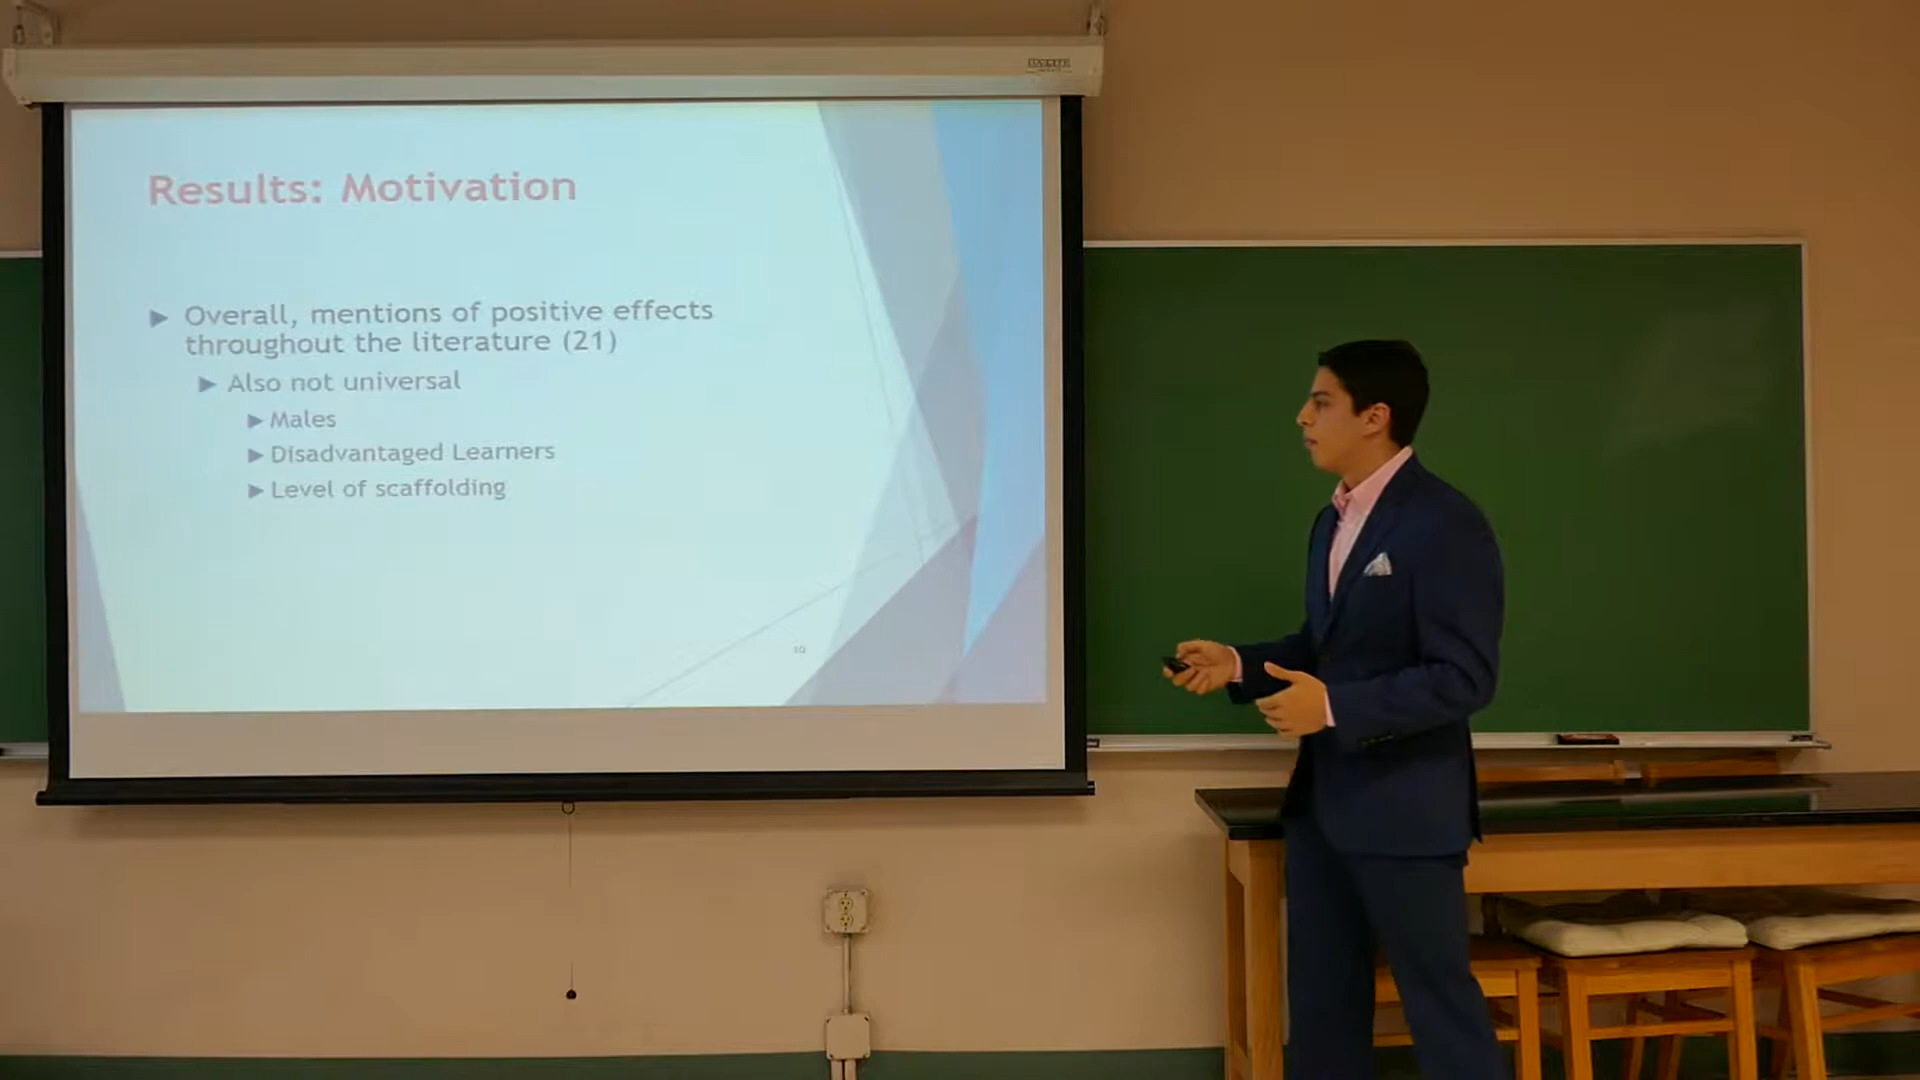 Results: Motivation
▶ Overall, mentions of positive effects
throughout the literature (21)
▶ Also not universal
▶ Males
▶ Disadvantaged Learners
▶ Level of scaffolding
10